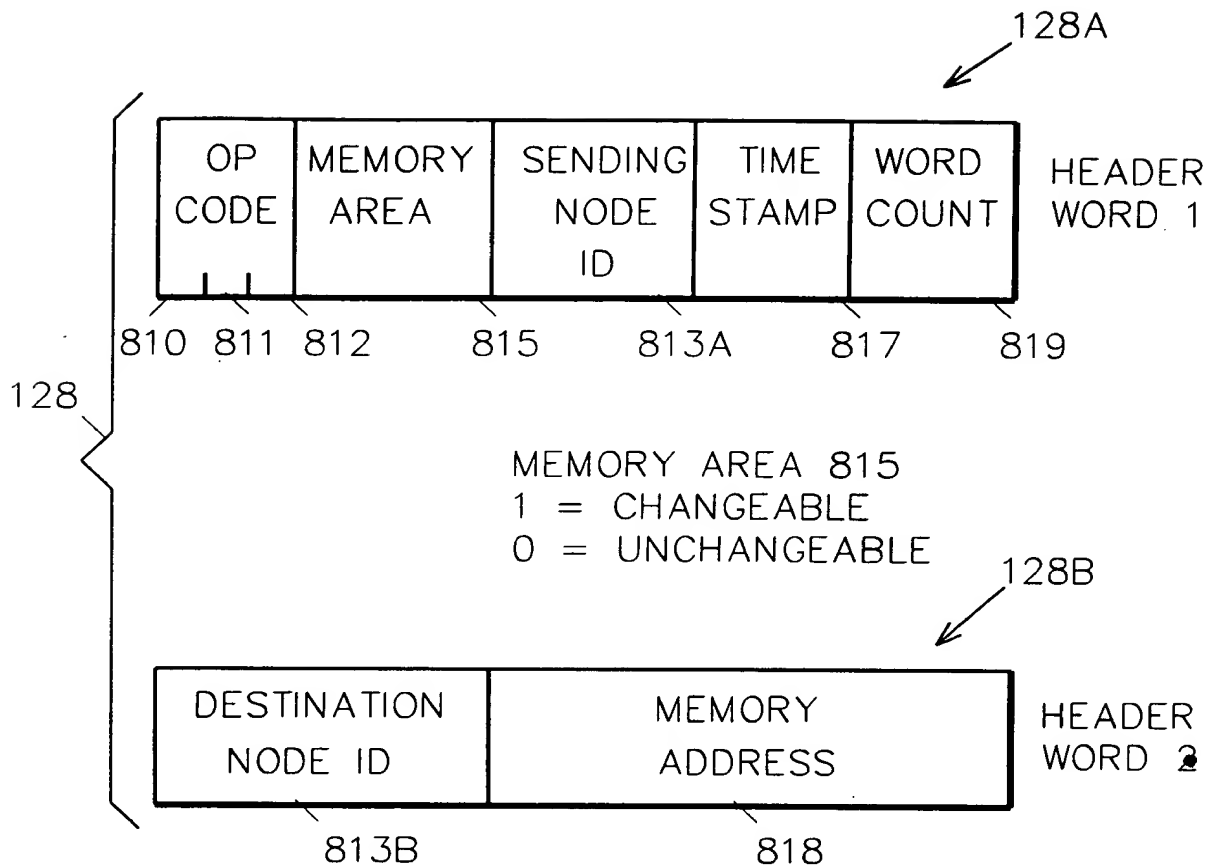 128A
OP
CODE
MEMORY
AREA
SENDING
NODE
ID
TIME
STAMP
WORD
COUNT
HEADER
WORD 1
810
811
812
815
813A
817
819
128
MEMORY AREA 815
1 = CHANGEABLE
0 = UNCHANGEABLE
128B
DESTINATION
NODE ID
MEMORY
ADDRESS
HEADER
WORD 2
813B
818